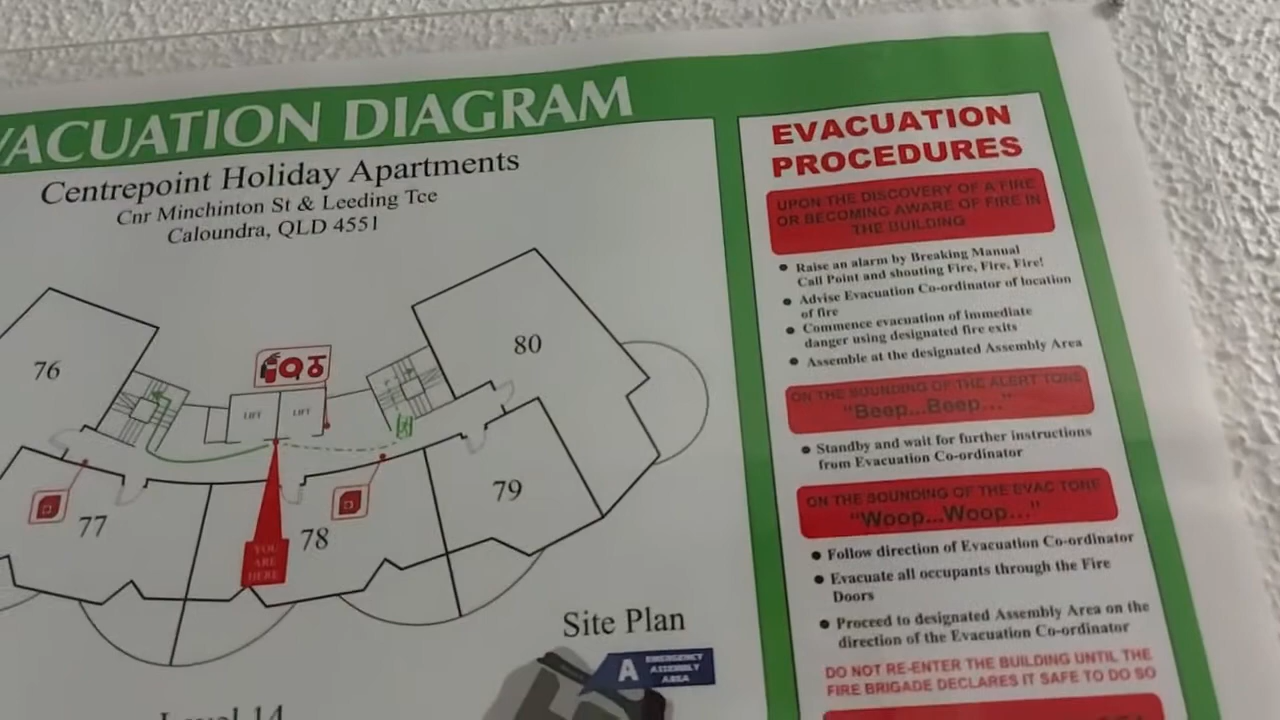 VACUATION DIAGRAM
Centrepoint Holiday Apartments
Cnr Minchinton St & Leeding Tce
Caloundra, QLD 4551
76
80
LIFT
LIFT
77
78
79
YOU
ARE
HERE
Site Plan
A
EMERGENCY
ASSEMBLY
AREA
Level 14
EVACUATION
PROCEDURES
UPON THE DISCOVERY OF A FIRE
OR BECOMING AWARE OF FIRE IN
THE BUILDING
• Raise an alarm by Breaking Manual
Call Point and shouting Fire, Fire, Fire!
• Advise Evacuation Co-ordinator of location
of fire
• Commence evacuation of immediate
danger using designated fire exits
• Assemble at the designated Assembly Area
ON THE SOUNDING OF THE ALERT TONE
"Beep...Beep..."
• Standby and wait for further instructions
from Evacuation Co-ordinator
ON THE SOUNDING OF THE EVAC TONE
"Woop...Woop..."
• Follow direction of Evacuation Co-ordinator
• Evacuate all occupants through the Fire
Doors
• Proceed to designated Assembly Area on the
direction of the Evacuation Co-ordinator
DO NOT RE-ENTER THE BUILDING UNTIL THE
FIRE BRIGADE DECLARES IT SAFE TO DO SO